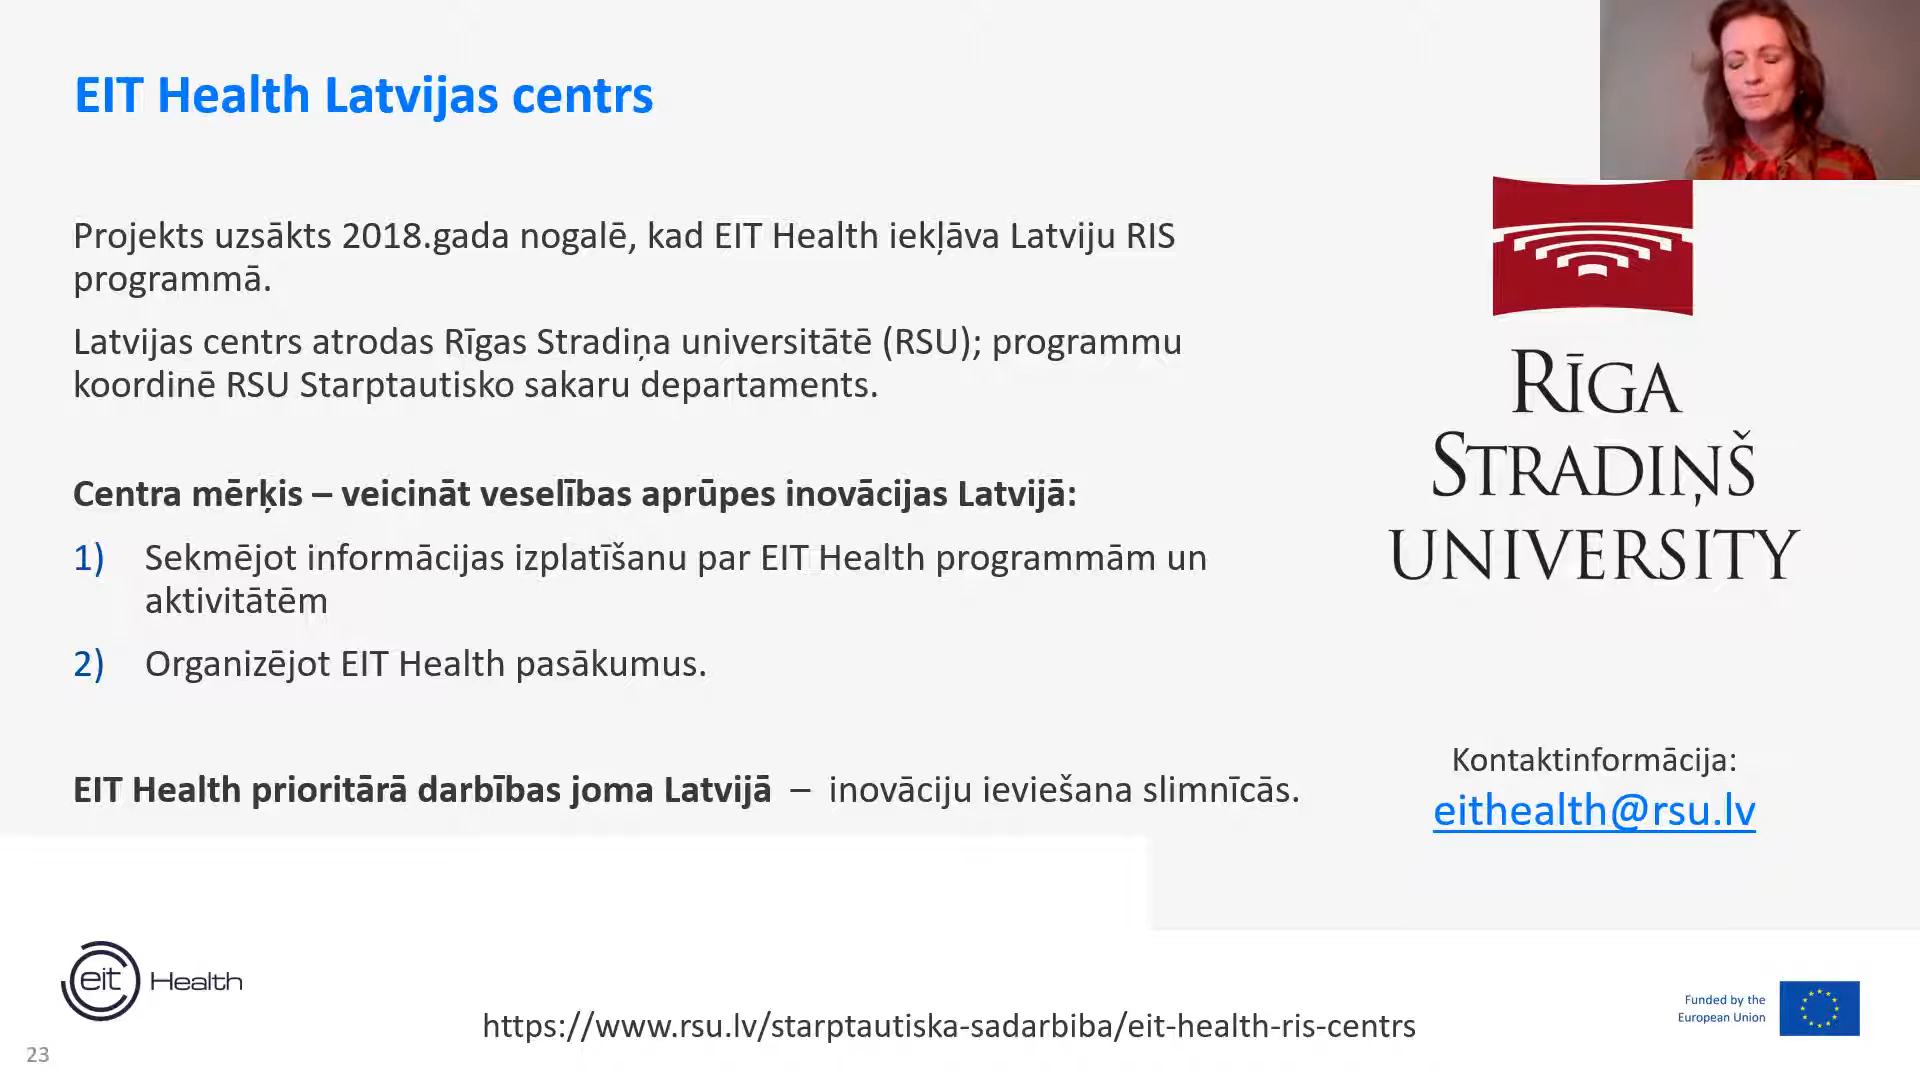 EIT Health Latvijas centrs
Projekts uzsākts 2018.gada nogalē, kad EIT Health iekļāva Latviju RIS
programmā.
Latvijas centrs atrodas Rīgas Stradiņa universitātē (RSU); programmu
koordinē RSU Starptautisko sakaru departaments.
Centra mērķis – veicināt veselības aprūpes inovācijas Latvijā:
1) Sekmējot informācijas izplatīšanu par EIT Health programmām un
aktivitātēm
2) Organizējot EIT Health pasākumus.
EIT Health prioritārā darbības joma Latvijā – inovāciju ieviešana slimnīcās.
RĪGA
STRADIŅŠ
UNIVERSITY
Kontaktinformācija:
eithealth@rsu.lv
eit Health
https://www.rsu.lv/starptautiska-sadarbiba/eit-health-ris-centrs
Funded by the
European Union
23